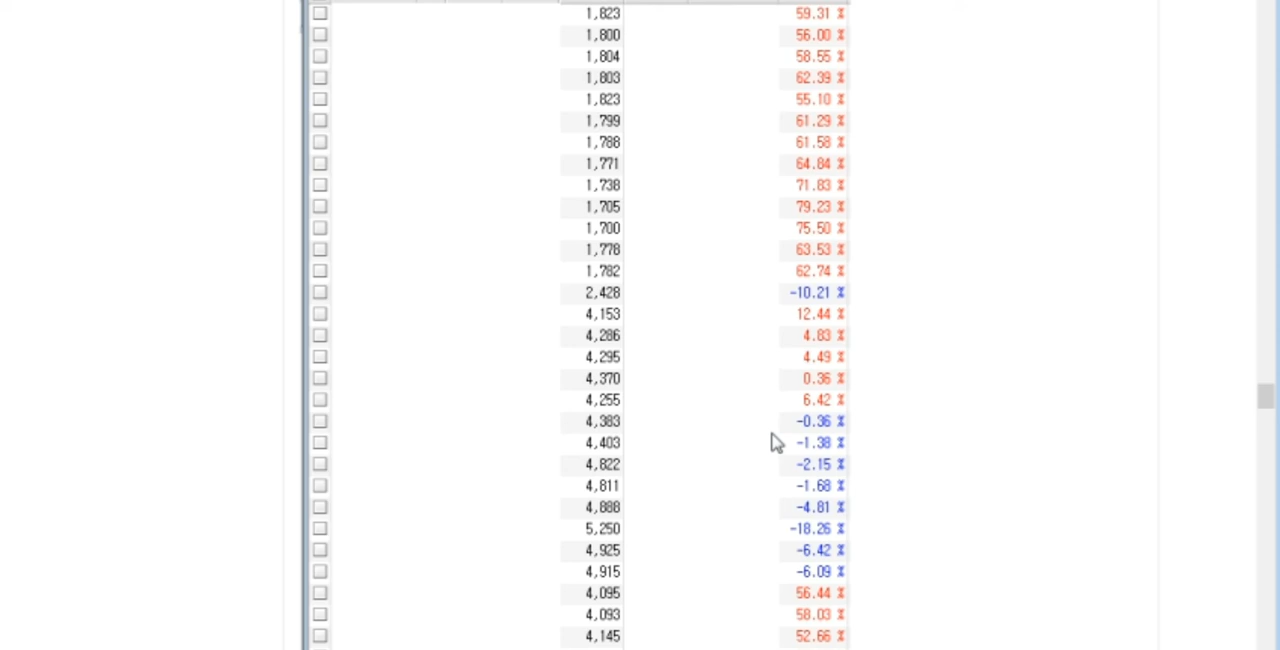 1,823 59.31 %
1,800 56.00 %
1,804 58.55 %
1,803 62.39 %
1,823 55.10 %
1,799 61.29 %
1,788 61.58 %
1,771 64.84 %
1,738 71.83 %
1,705 79.23 %
1,700 75.50 %
1,778 63.53 %
1,782 62.74 %
2,428 -10.21 %
4,153 12.44 %
4,286 4.83 %
4,295 4.49 %
4,370 0.36 %
4,255 6.42 %
4,383 -0.36 %
4,403 -1.38 %
4,822 -2.15 %
4,811 -1.68 %
4,888 -4.81 %
5,250 -18.26 %
4,925 -6.42 %
4,915 -6.09 %
4,095 56.44 %
4,093 58.03 %
4,145 52.66 %